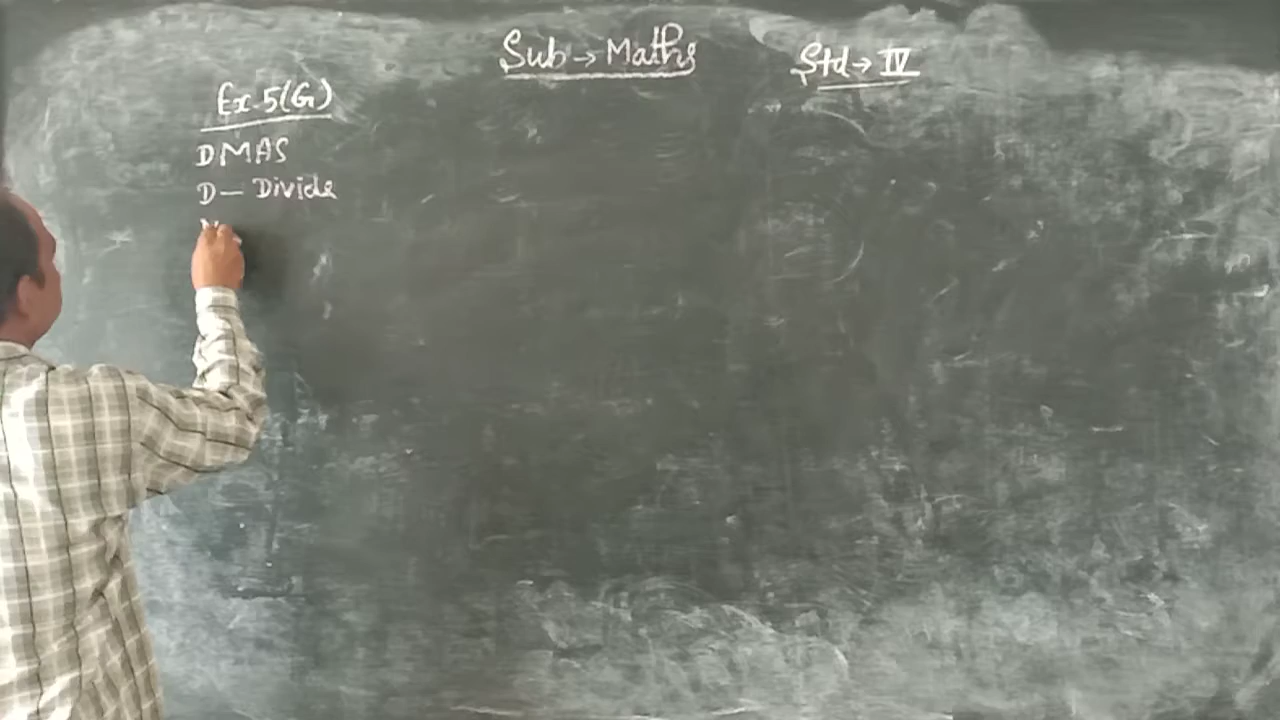 Sub → Maths
Std → IV
Ex. 5(G)
DMAS
D — Divide